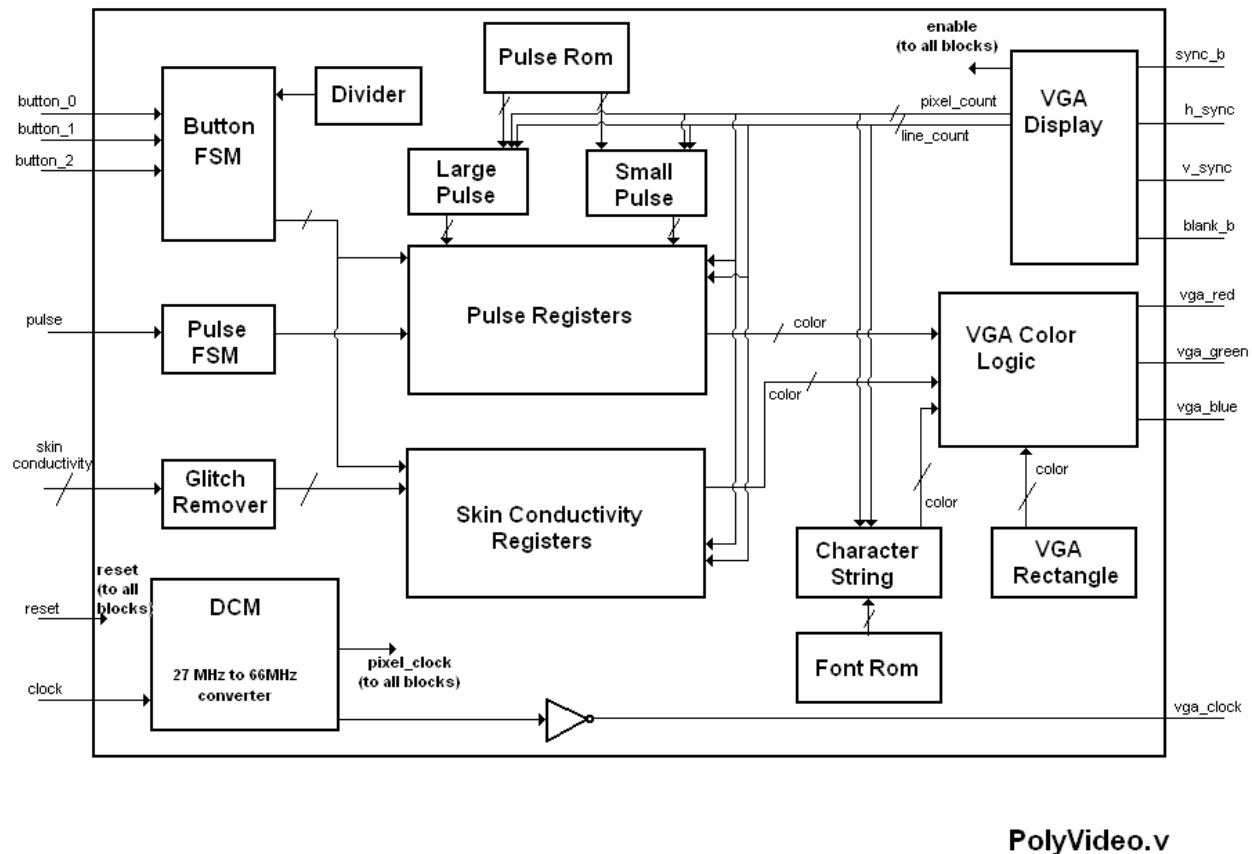 enable
(to all blocks)
sync_b
Pulse Rom
Divider
pixel_count
VGA
Display
button_0
button_1
button_2
Button
FSM
h_sync
line_count
Large
Pulse
Small
Pulse
v_sync
blank_b
pulse
Pulse
FSM
Pulse Registers
color
VGA Color
Logic
vga_red
vga_green
vga_blue
color
skin
conductivity
Glitch
Remover
Skin Conductivity
Registers
color
color
Character
String
VGA
Rectangle
reset
(to all
blocks)
reset
DCM
27 MHz to 66MHz
converter
pixel_clock
(to all blocks)
Font Rom
clock
vga_clock
PolyVideo.v